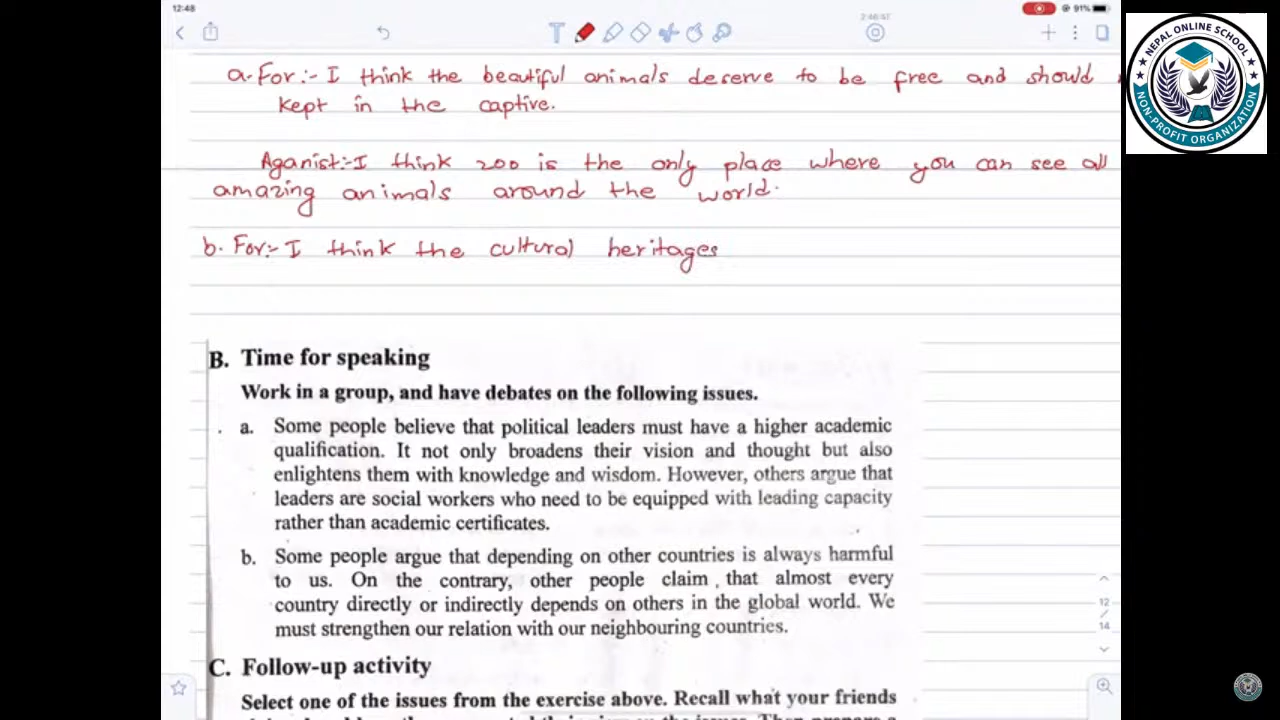 12:48
91%
2:46:47
a. For :- I think the beautiful animals deserve to be free and should
kept in the captive.
Aganist:- I think zoo is the only place where you can see all
amazing animals around the world.
b. For:- I think the cultural heritages
B. Time for speaking
Work in a group, and have debates on the following issues.
a. Some people believe that political leaders must have a higher academic
qualification. It not only broadens their vision and thought but also
enlightens them with knowledge and wisdom. However, others argue that
leaders are social workers who need to be equipped with leading capacity
rather than academic certificates.
b. Some people argue that depending on other countries is always harmful
to us. On the contrary, other people claim that almost every
country directly or indirectly depends on others in the global world. We
must strengthen our relation with our neighbouring countries.
12
/
14
C. Follow-up activity
Select one of the issues from the exercise above. Recall what your friends
NEPAL ONLINE SCHOOL
NON-PROFIT ORGANIZATION